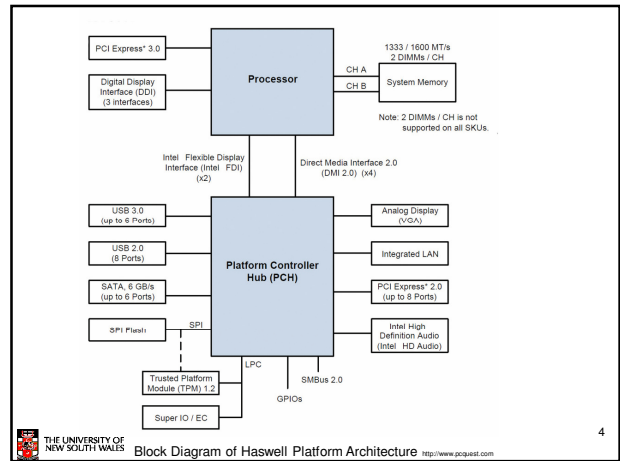 PCI Express* 3.0
Digital Display
Interface (DDI)
(3 interfaces)
Processor
CH A
CH B
1333 / 1600 MT/s
2 DIMMs / CH
System Memory
Note: 2 DIMMs / CH is not
supported on all SKUs.
Intel Flexible Display
Interface (Intel FDI)
(x2)
Direct Media Interface 2.0
(DMI 2.0) (x4)
USB 3.0
(up to 6 Ports)
USB 2.0
(8 Ports)
SATA, 6 GB/s
(up to 6 Ports)
SPI Flash
SPI
Trusted Platform
Module (TPM) 1.2
Super IO / EC
Platform Controller
Hub (PCH)
LPC
GPIOs
SMBus 2.0
Analog Display
(VGA)
Integrated LAN
PCI Express* 2.0
(up to 8 Ports)
Intel High
Definition Audio
(Intel HD Audio)
4
THE UNIVERSITY OF
NEW SOUTH WALES
Block Diagram of Haswell Platform Architecture http://www.pcquest.com